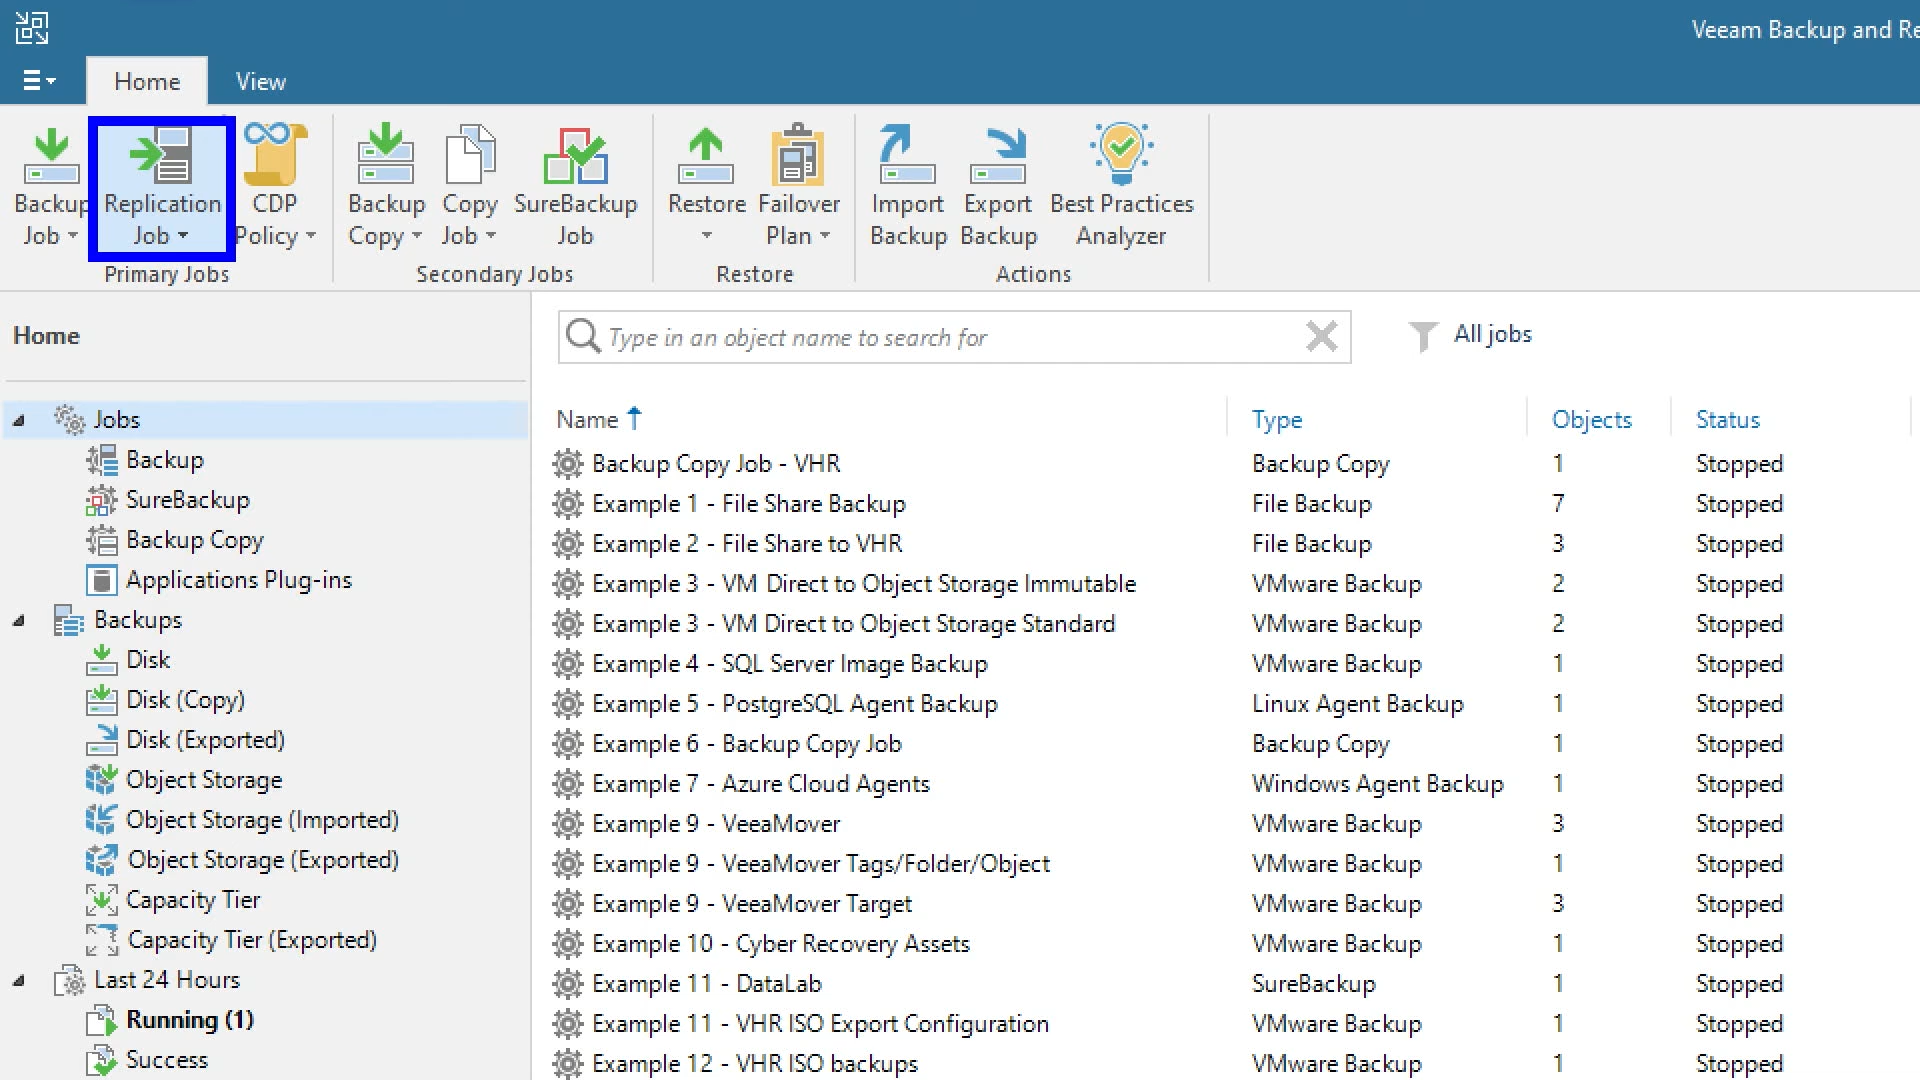 Veeam Backup and Re
Home View
Backup Job
Replication Job
CDP Policy
Primary Jobs
Backup Copy
Copy Job
SureBackup Job
Secondary Jobs
Restore
Failover Plan
Restore
Import Backup
Export Backup
Best Practices Analyzer
Actions
Home
Jobs
Backup
SureBackup
Backup Copy
Applications Plug-ins
Backups
Disk
Disk (Copy)
Disk (Exported)
Object Storage
Object Storage (Imported)
Object Storage (Exported)
Capacity Tier
Capacity Tier (Exported)
Last 24 Hours
Running (1)
Success
Type in an object name to search for
All jobs
Name Type Objects Status
Backup Copy Job - VHR Backup Copy 1 Stopped
Example 1 - File Share Backup File Backup 7 Stopped
Example 2 - File Share to VHR File Backup 3 Stopped
Example 3 - VM Direct to Object Storage Immutable VMware Backup 2 Stopped
Example 3 - VM Direct to Object Storage Standard VMware Backup 2 Stopped
Example 4 - SQL Server Image Backup VMware Backup 1 Stopped
Example 5 - PostgreSQL Agent Backup Linux Agent Backup 1 Stopped
Example 6 - Backup Copy Job Backup Copy 1 Stopped
Example 7 - Azure Cloud Agents Windows Agent Backup 1 Stopped
Example 9 - VeeaMover VMware Backup 3 Stopped
Example 9 - VeeaMover Tags/Folder/Object VMware Backup 1 Stopped
Example 9 - VeeaMover Target VMware Backup 3 Stopped
Example 10 - Cyber Recovery Assets VMware Backup 1 Stopped
Example 11 - DataLab SureBackup 1 Stopped
Example 11 - VHR ISO Export Configuration VMware Backup 1 Stopped
Example 12 - VHR ISO backups VMware Backup 1 Stopped